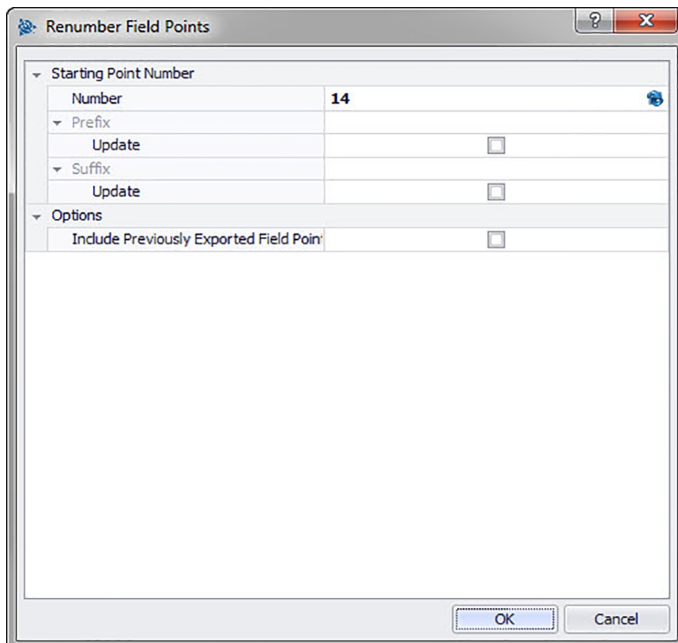 Renumber Field Points
Starting Point Number
Number 14
Prefix
Update
Suffix
Update
Options
Include Previously Exported Field Poin
OK Cancel